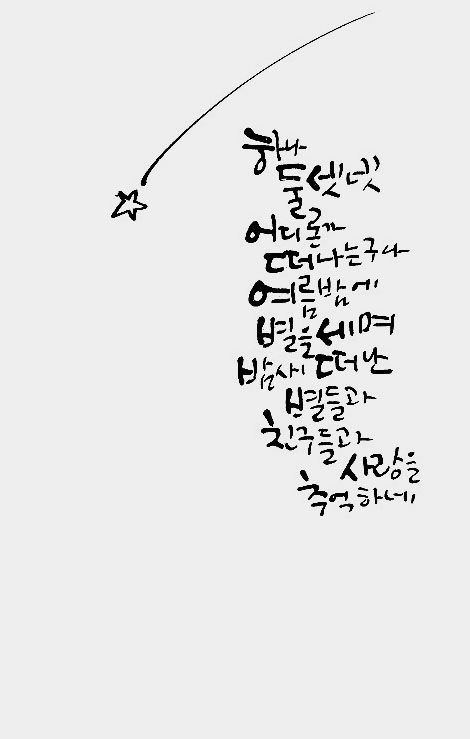 하나
둘 셋 넷
어디론가
떠나는구나
여름밤에
별을 세며
밤새 떠난
별들과
친구들과
사랑을
추억하네